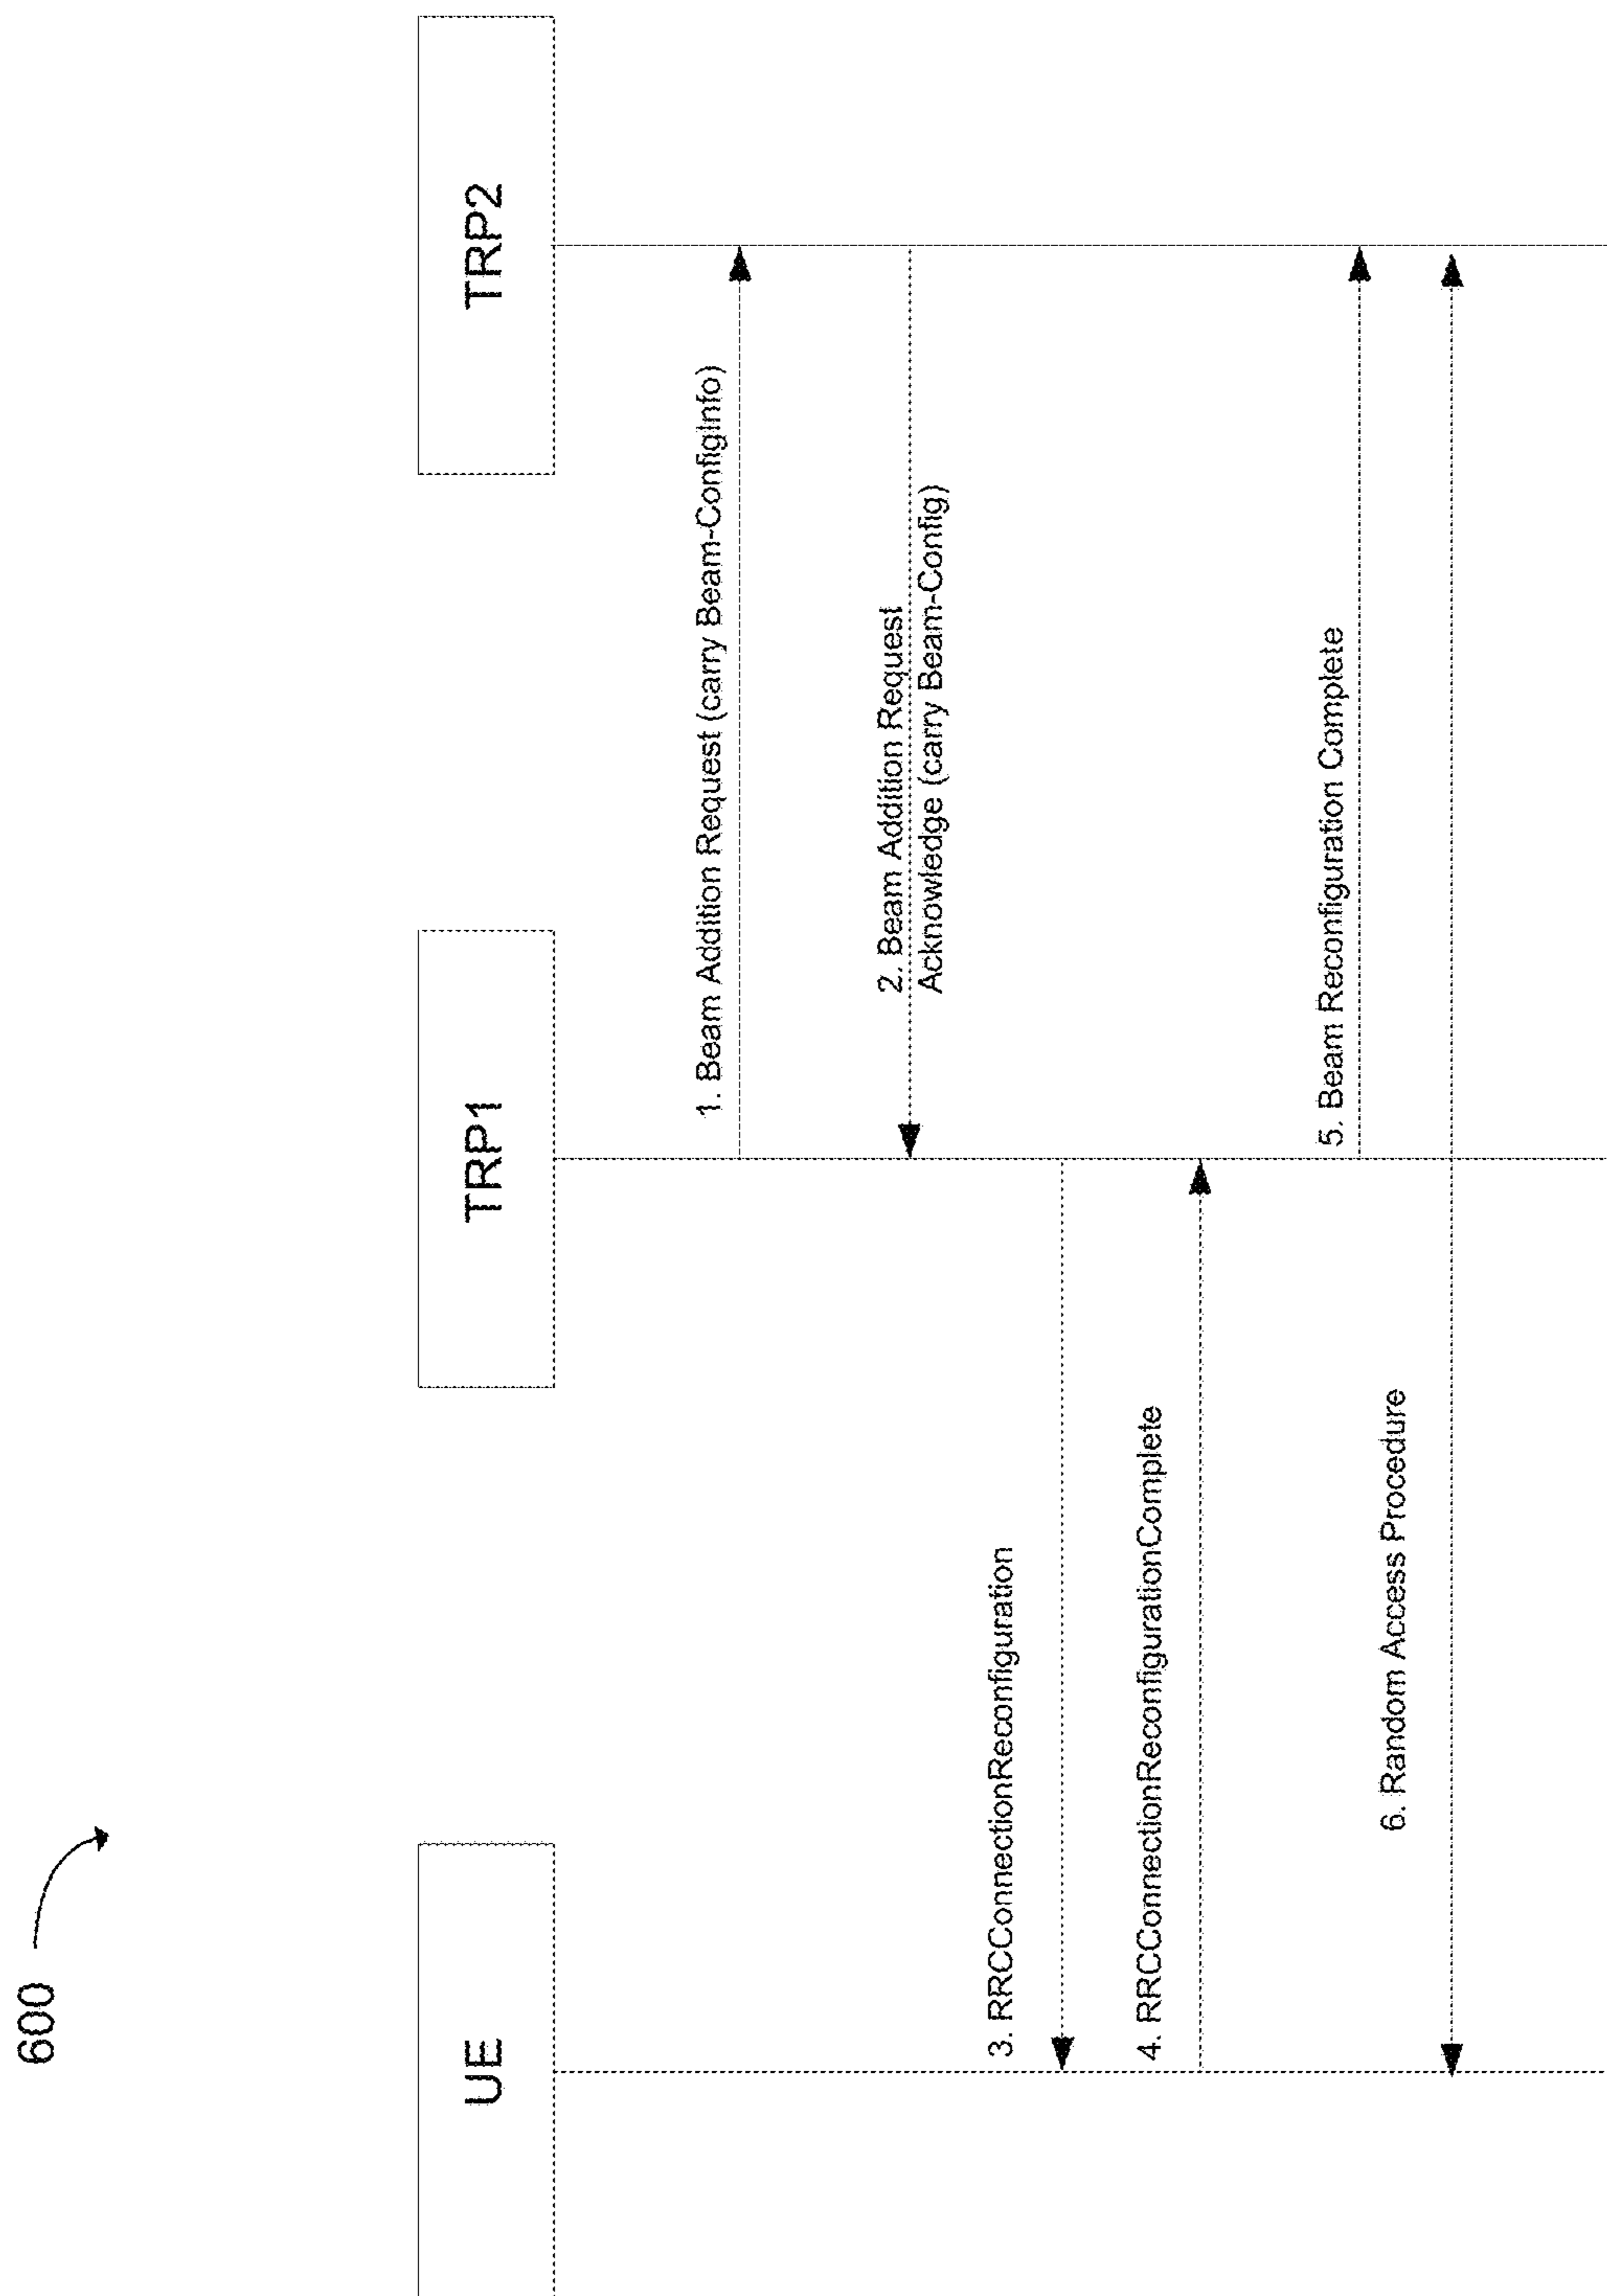 600
UE
TRP1
TRP2
1. Beam Addition Request (carry Beam-ConfigInfo)
2. Beam Addition Request
Acknowledge (carry Beam-Config)
3. RRCConnectionReconfiguration
4. RRCConnectionReconfigurationComplete
5. Beam Reconfiguration Complete
6. Random Access Procedure